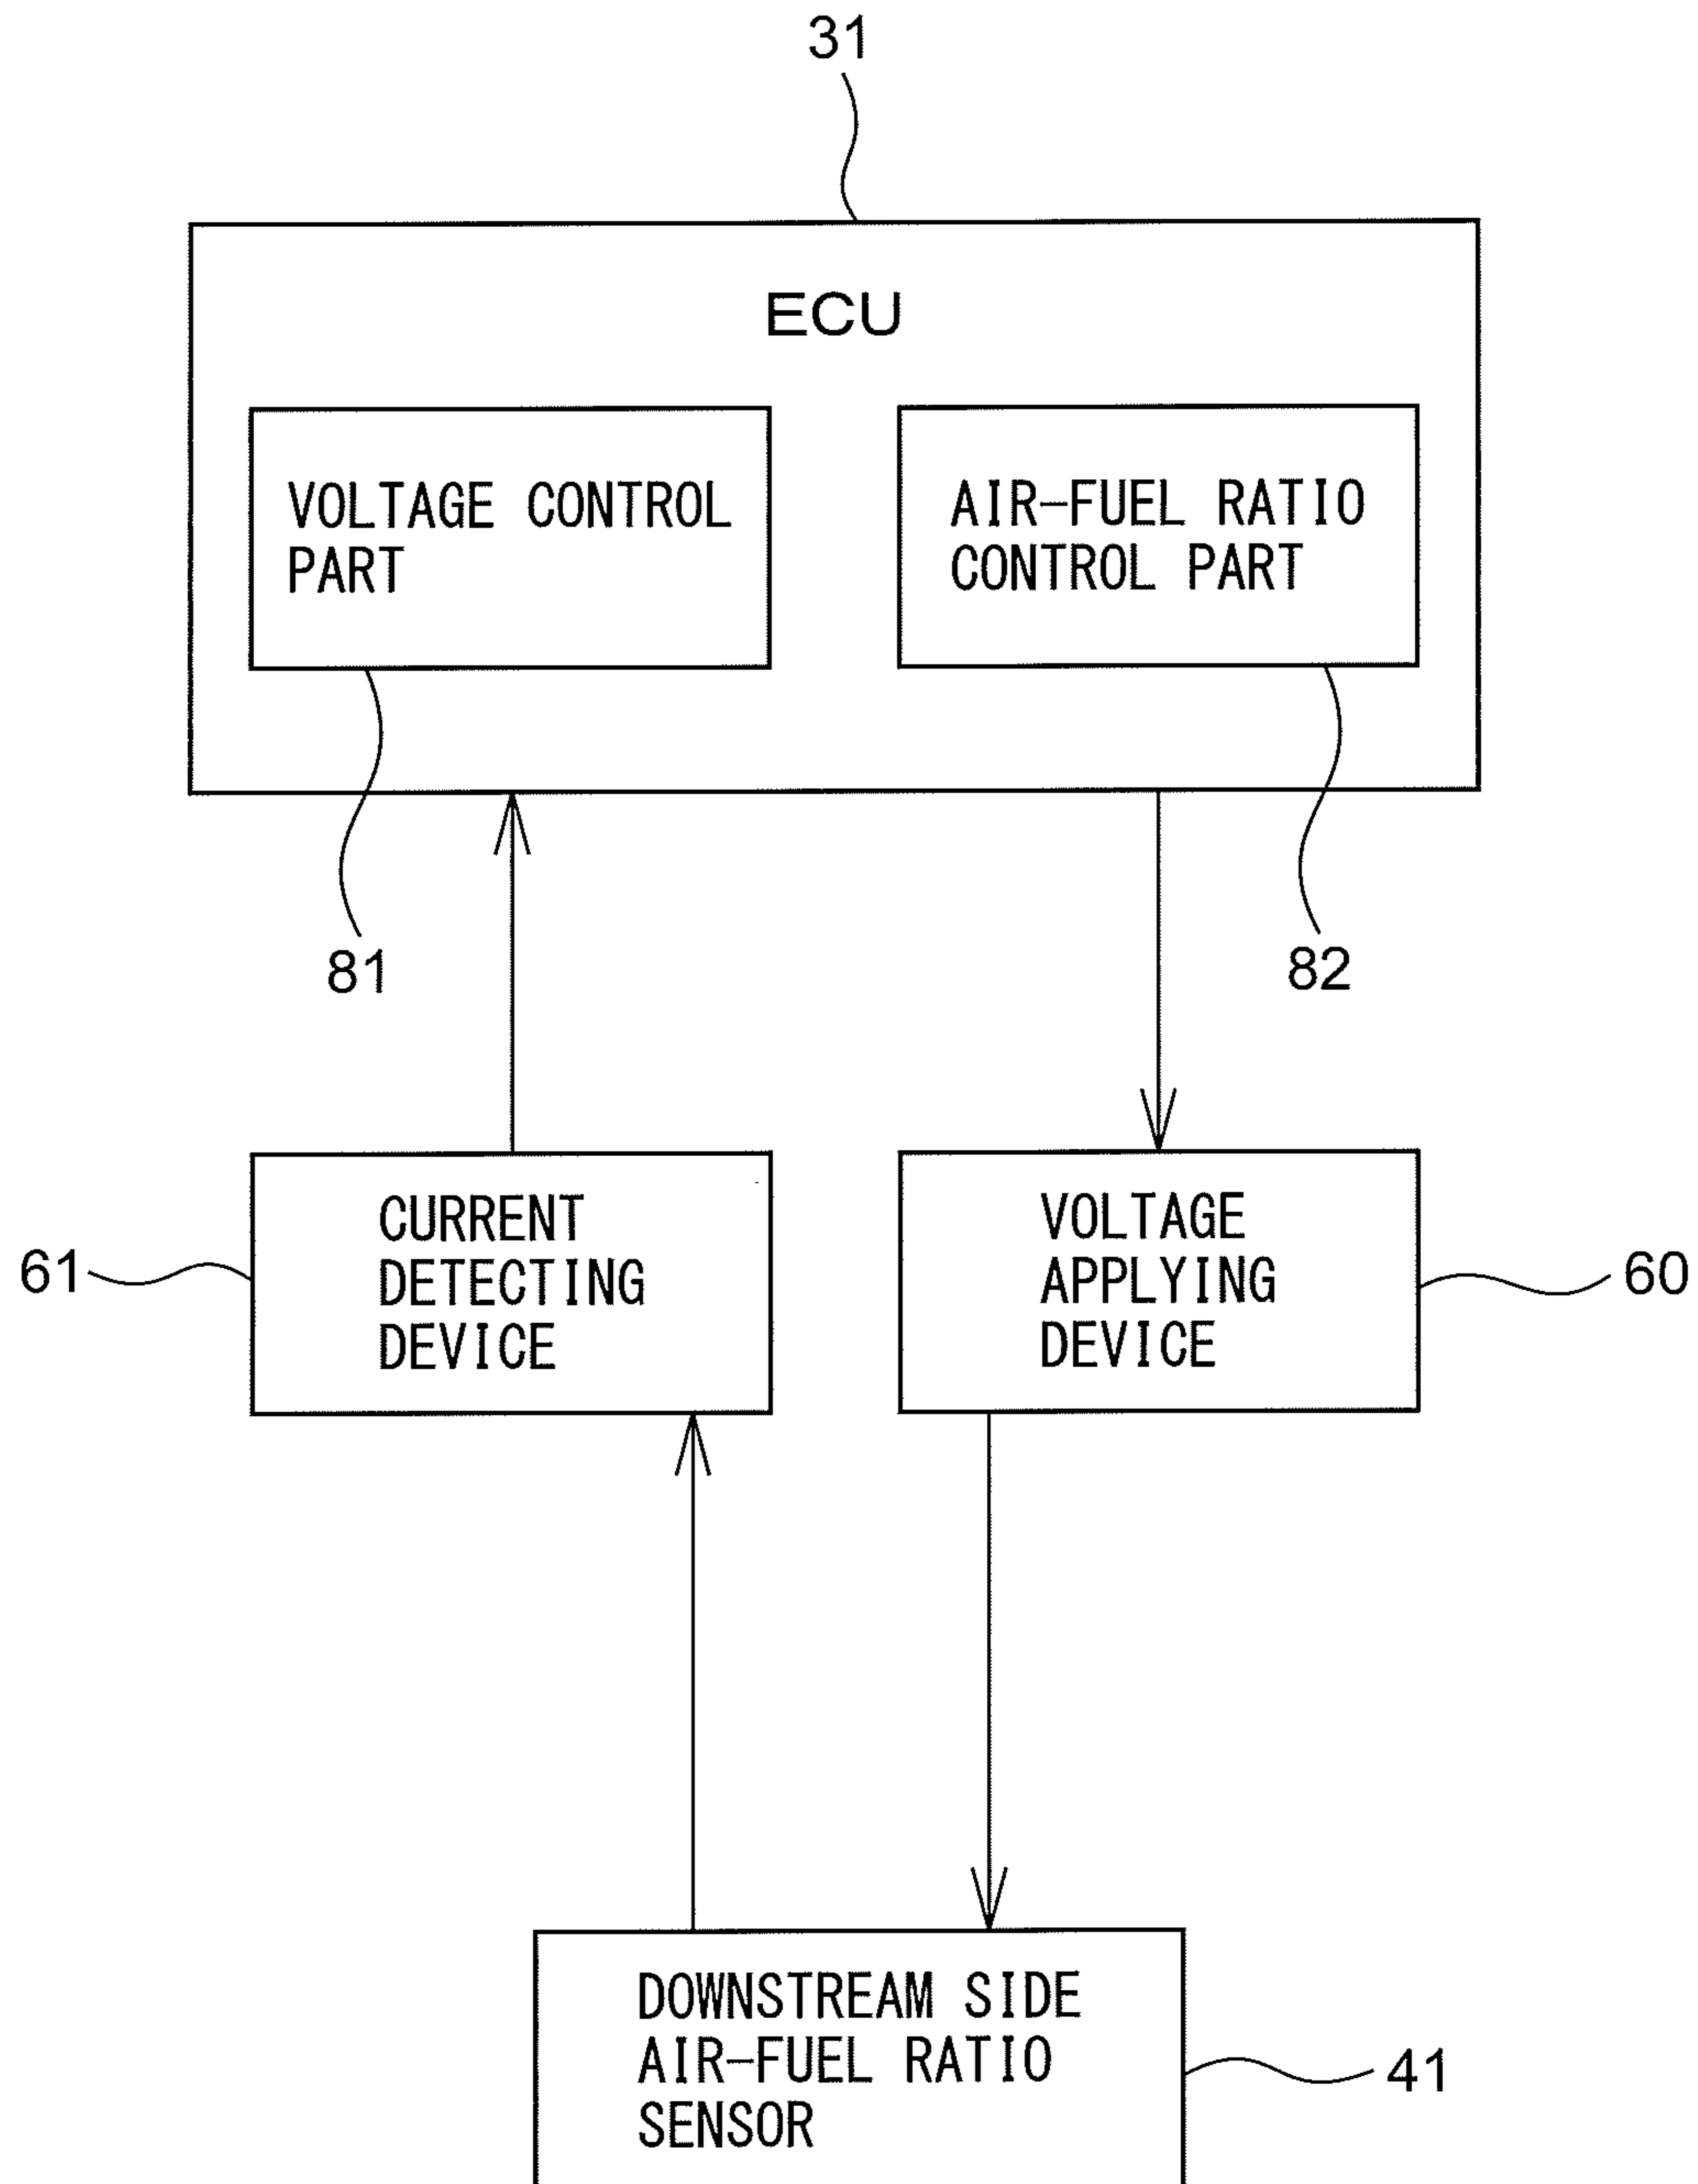 31
ECU
VOLTAGE CONTROL
PART
AIR-FUEL RATIO
CONTROL PART
81
82
CURRENT
DETECTING
DEVICE
61
VOLTAGE
APPLYING
DEVICE
60
DOWNSTREAM SIDE
AIR-FUEL RATIO
SENSOR
41